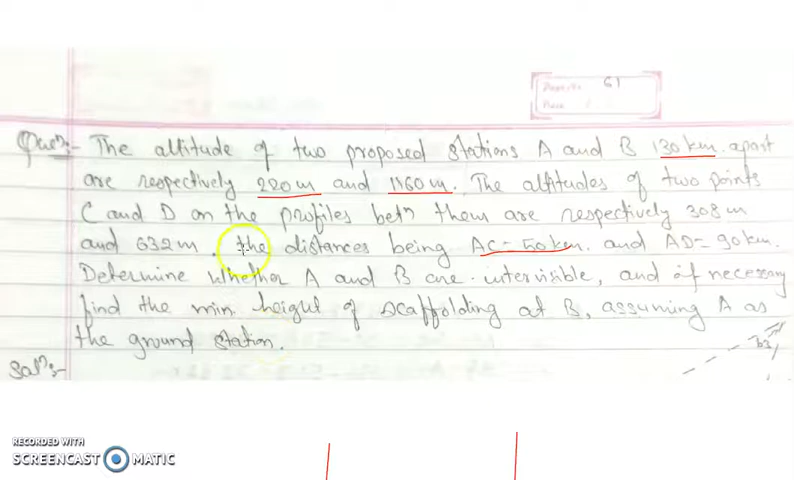 61
Ques:- The altitude of two proposed stations A and B 130 km. apart
are respectively 220 m and 1160 m. The altitudes of two points
C and D on the profiles betn them are respectively 308 m
and 632 m. the distances being AC = 50 km. and AD = 90 km.
Determine whether A and B are intervisible, and if necessary
find the min. height of scaffolding at B, assuming A as
the ground station.
Soln:-
RECORDED WITH
SCREENCAST MATIC